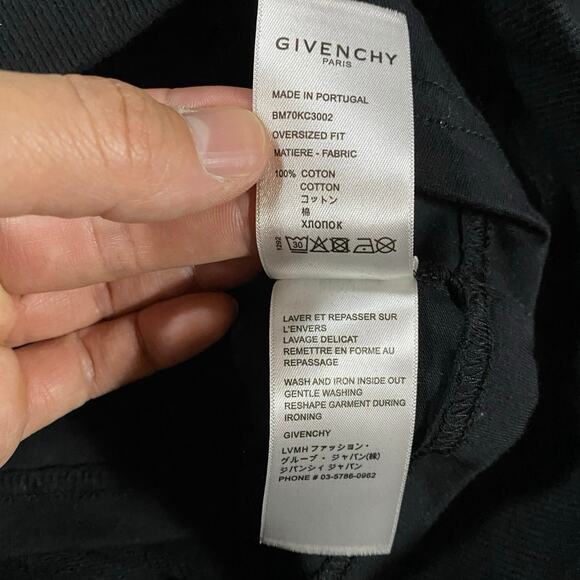 GIVENCHY
PARIS
MADE IN PORTUGAL
BM70KC3002
OVERSIZED FIT
MATIERE - FABRIC
100% COTON
COTTON
コットン
棉
ХЛОПОК
1292 30
LAVER ET REPASSER SUR
L'ENVERS
LAVAGE DELICAT
REMETTRE EN FORME AU
REPASSAGE
WASH AND IRON INSIDE OUT
GENTLE WASHING
RESHAPE GARMENT DURING
IRONING
GIVENCHY
LVMH ファッション・
グループ・ジャパン(株)
ジバンシィ ジャパン
PHONE # 03-5786-0962